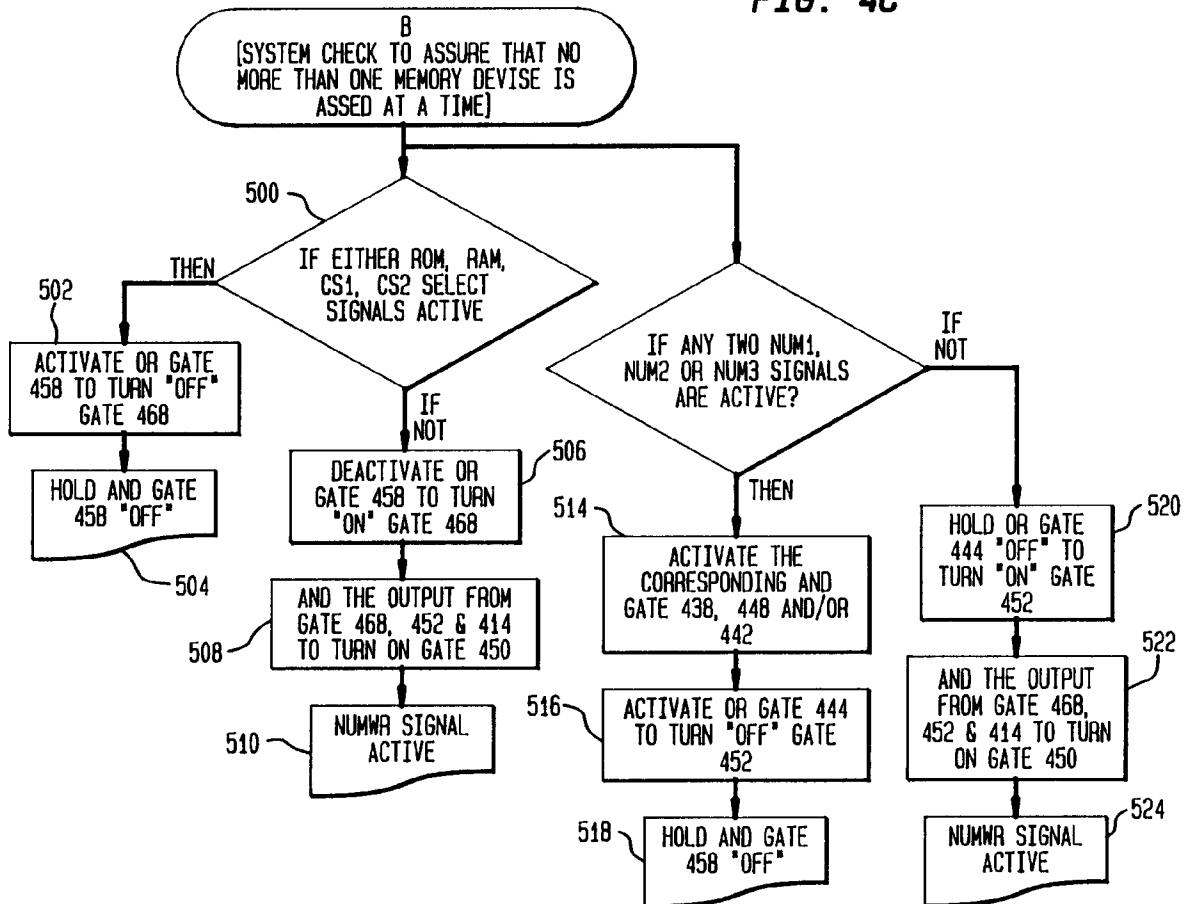 FIG. 4C
B
[SYSTEM CHECK TO ASSURE THAT NO
MORE THAN ONE MEMORY DEVISE IS
ASSED AT A TIME]
500
IF EITHER ROM, RAM,
CS1, CS2 SELECT
SIGNALS ACTIVE
THEN
502
ACTIVATE OR GATE
458 TO TURN "OFF"
GATE 468
HOLD AND GATE
458 "OFF"
504
IF
NOT
506
DEACTIVATE OR
GATE 458 TO TURN
"ON" GATE 468
508
AND THE OUTPUT FROM
GATE 468, 452 & 414
TO TURN ON GATE 450
510
NUMWR SIGNAL
ACTIVE
IF ANY TWO NUM1,
NUM2 OR NUM3 SIGNALS
ARE ACTIVE?
THEN
514
ACTIVATE THE
CORRESPONDING AND
GATE 438, 448 AND/OR
442
516
ACTIVATE OR GATE 444
TO TURN "OFF" GATE
452
518
HOLD AND GATE
458 "OFF"
IF
NOT
520
HOLD OR GATE
444 "OFF" TO
TURN "ON" GATE
452
522
AND THE OUTPUT
FROM GATE 468,
452 & 414 TO TURN
ON GATE 450
524
NUMWR SIGNAL
ACTIVE